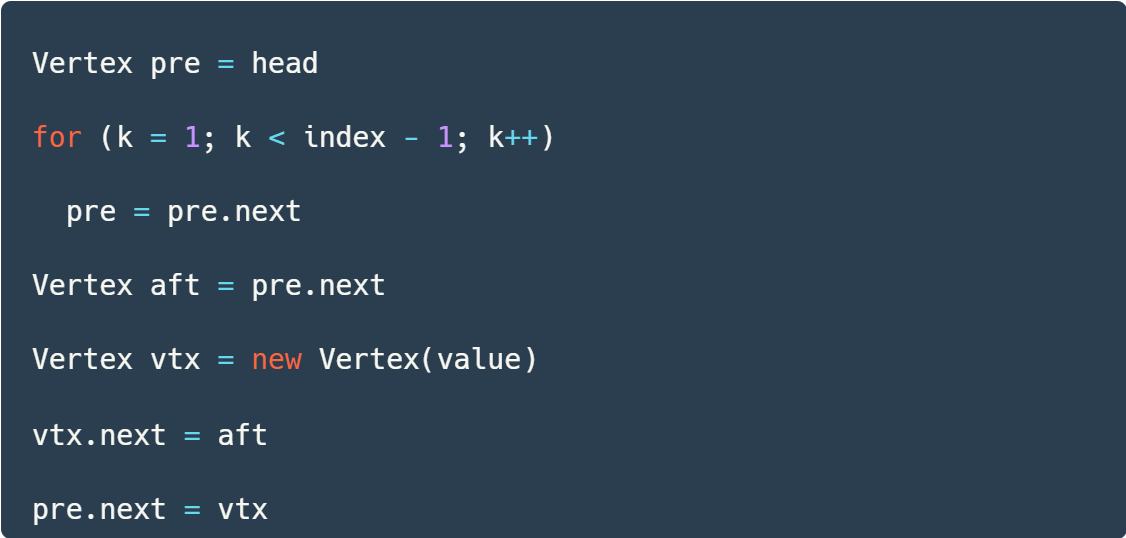 Vertex pre = head
for (k = 1; k < index - 1; k++)
  pre = pre.next
Vertex aft = pre.next
Vertex vtx = new Vertex(value)
vtx.next = aft
pre.next = vtx